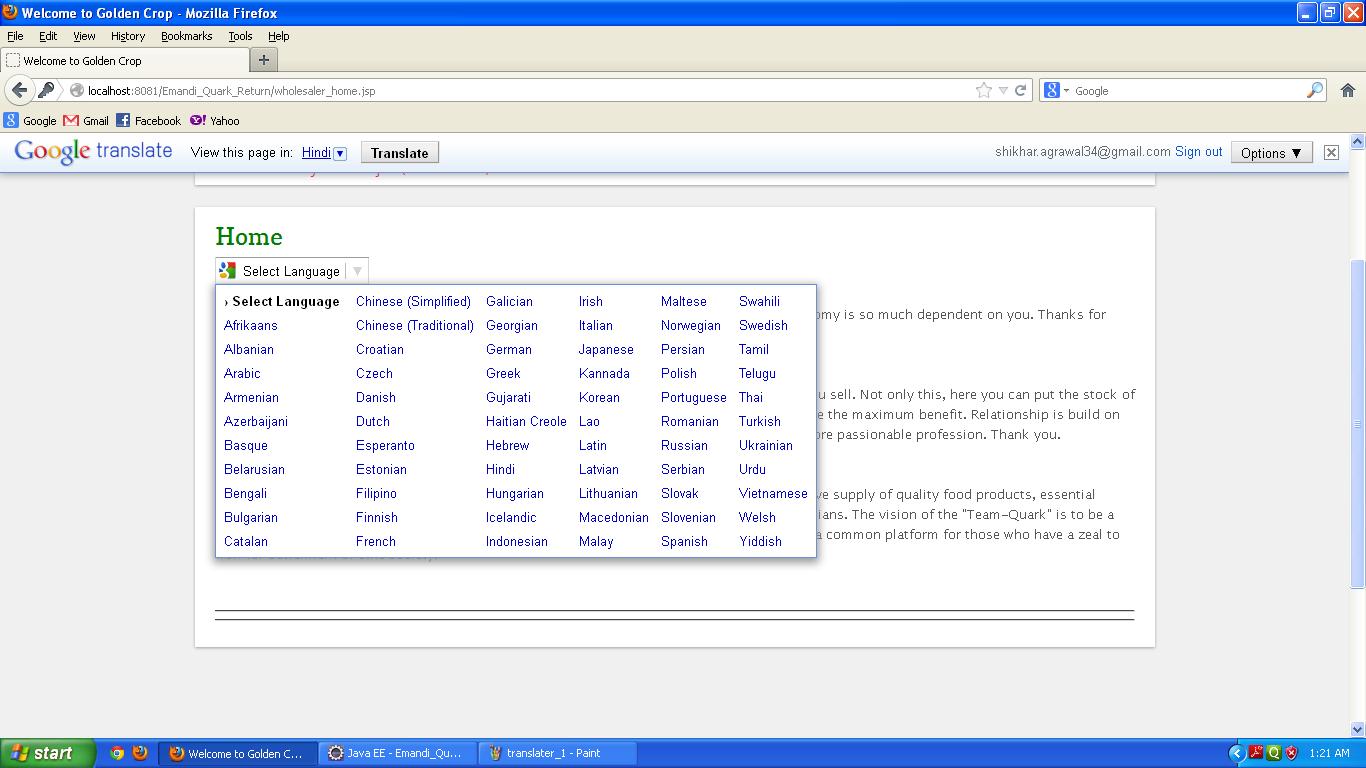 Welcome to Golden Crop - Mozilla Firefox
File Edit View History Bookmarks Tools Help
Welcome to Golden Crop
localhost:8081/Emandi_Quark_Return/wholesaler_home.jsp
Google
Google Gmail Facebook Yahoo
Google translate View this page in: Hindi Translate shikhar.agrawal34@gmail.com Sign out Options ▼
Home
Select Language
› Select Language Chinese (Simplified) Galician Irish Maltese Swahili
Afrikaans Chinese (Traditional) Georgian Italian Norwegian Swedish
Albanian Croatian German Japanese Persian Tamil
Arabic Czech Greek Kannada Polish Telugu
Armenian Danish Gujarati Korean Portuguese Thai
Azerbaijani Dutch Haitian Creole Lao Romanian Turkish
Basque Esperanto Hebrew Latin Russian Ukrainian
Belarusian Estonian Hindi Latvian Serbian Urdu
Bengali Filipino Hungarian Lithuanian Slovak Vietnamese
Bulgarian Finnish Icelandic Macedonian Slovenian Welsh
Catalan French Indonesian Malay Spanish Yiddish
omy is so much dependent on you. Thanks for
u sell. Not only this, here you can put the stock of
e the maximum benefit. Relationship is build on
ore passionable profession. Thank you.
ve supply of quality food products, essential
ians. The vision of the "Team-Quark" is to be a
a common platform for those who have a zeal to
start Welcome to Golden C... Java EE - Emandi_Qu... translater_1 - Paint 1:21 AM